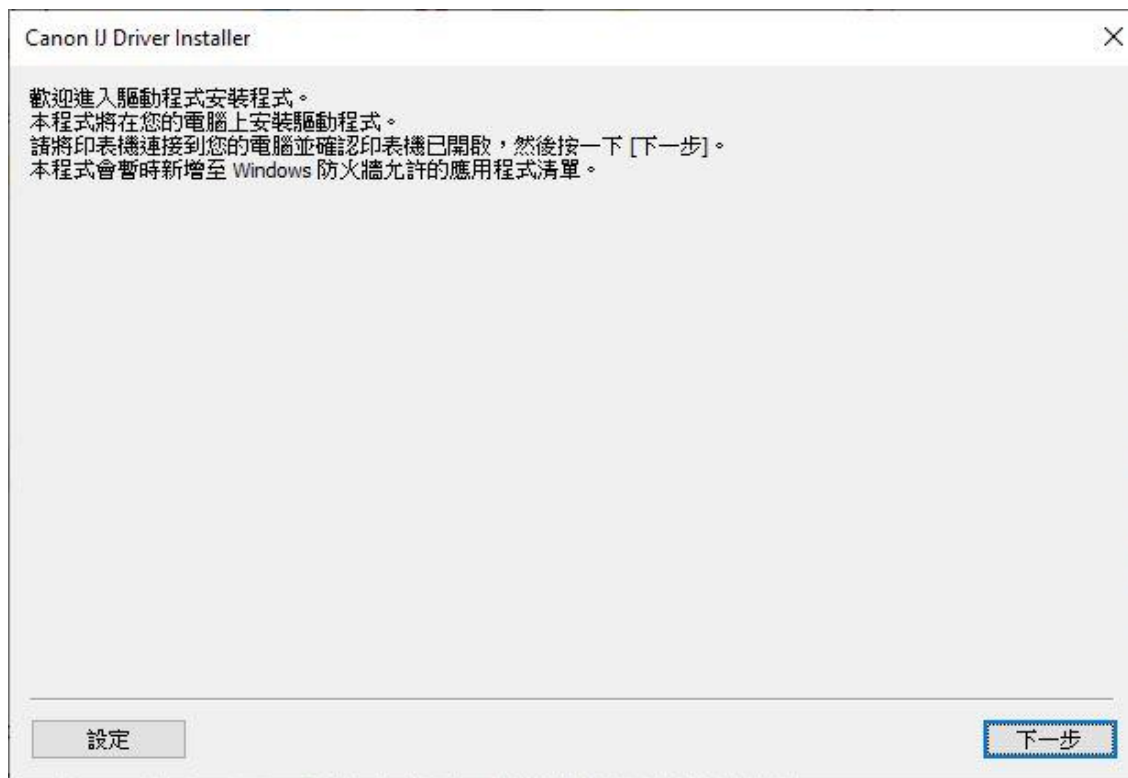 Canon IJ Driver Installer
歡迎進入驅動程式安裝程式。
本程式將在您的電腦上安裝驅動程式。
請將印表機連接到您的電腦並確認印表機已開啟，然後按一下 [下一步]。
本程式會暫時新增至 Windows 防火牆允許的應用程式清單。
設定
下一步